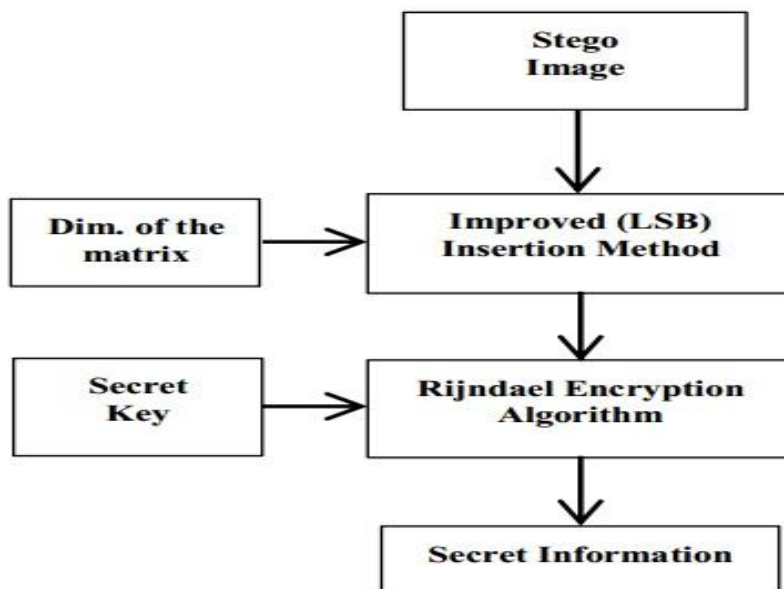 Stego
Image
Dim. of the
matrix
Improved (LSB)
Insertion Method
Secret
Key
Rijndael Encryption
Algorithm
Secret Information